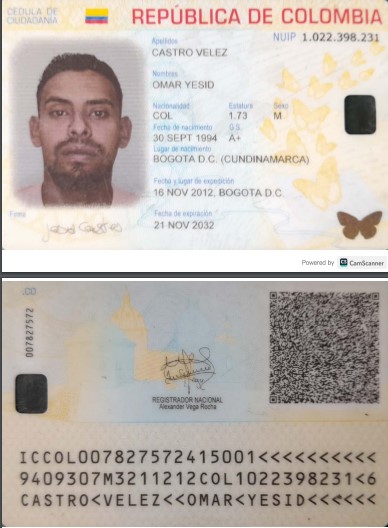 CEDULA DE
CIUDADANÍA
REPÚBLICA DE COLOMBIA
NUIP 1.022.398.231
Apellidos
CASTRO VELEZ
Nombres
OMAR YESID
Nacionalidad Estatura Sexo
COL 1.73 M
Fecha de nacimiento G.S.
30 SEPT 1994 A+
Lugar de nacimiento
BOGOTA D.C. (CUNDINAMARCA)
Fecha y lugar de expedición
16 NOV 2012, BOGOTA D.C.
Firma
Fecha de expiración
21 NOV 2032
Powered by CS CamScanner
.CO
007827572
REGISTRADOR NACIONAL
Alexander Vega Rocha
ICCOL007827572415001<<<<<<<<<<
9409307M3211212COL1022398231<6
CASTRO<VELEZ<<OMAR<YESID<<<<<<